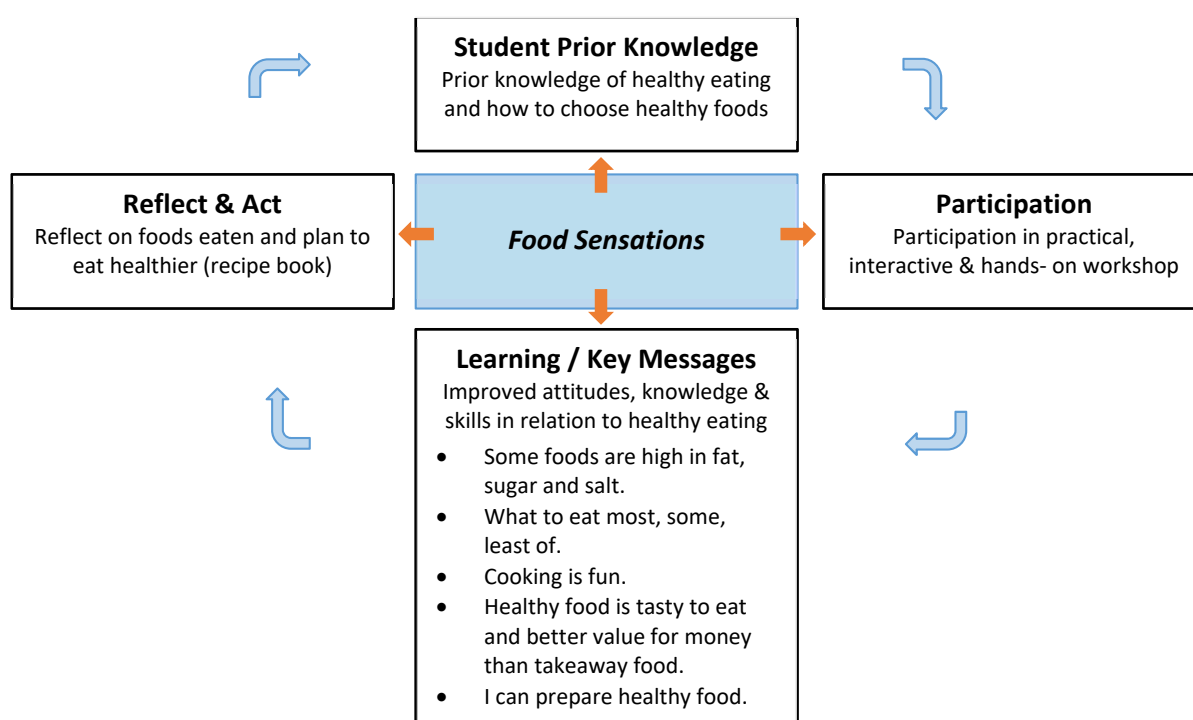 Student Prior Knowledge
Prior knowledge of healthy eating
and how to choose healthy foods
Reflect & Act
Reflect on foods eaten and plan to
eat healthier (recipe book)
Food Sensations
Participation
Participation in practical,
interactive & hands- on workshop
Learning / Key Messages
Improved attitudes, knowledge &
skills in relation to healthy eating
• Some foods are high in fat,
sugar and salt.
• What to eat most, some,
least of.
• Cooking is fun.
• Healthy food is tasty to eat
and better value for money
than takeaway food.
• I can prepare healthy food.